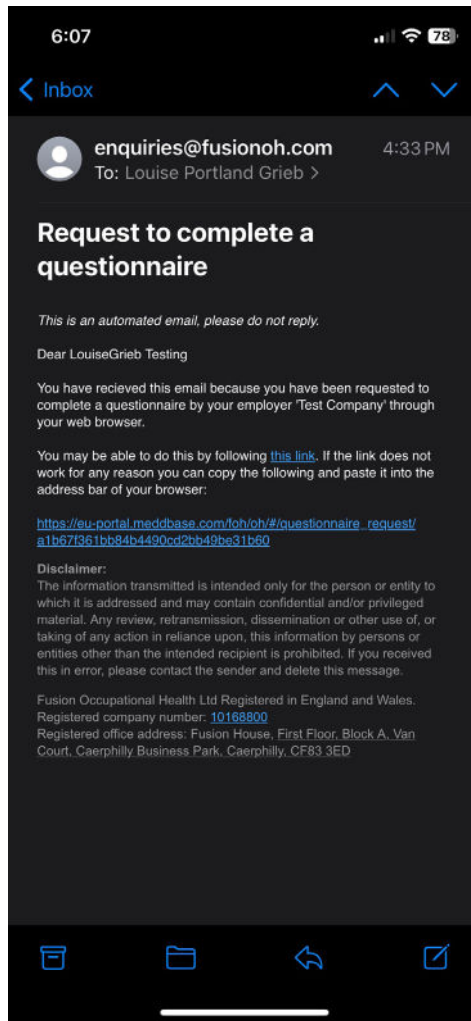 6:07
78
Inbox
enquiries@fusionoh.com 4:33 PM
To: Louise Portland Grieb >
Request to complete a
questionnaire
This is an automated email, please do not reply.
Dear LouiseGrieb Testing
You have recieved this email because you have been requested to
complete a questionnaire by your employer 'Test Company' through
your web browser.
You may be able to do this by following this link. If the link does not
work for any reason you can copy the following and paste it into the
address bar of your browser:
https://eu-portal.meddbase.com/foh/oh/#/questionnaire_request/
a1b67f361bb84b4490cd2bb49be31b60
Disclaimer:
The information transmitted is intended only for the person or entity to
which it is addressed and may contain confidential and/or privileged
material. Any review, retransmission, dissemination or other use of, or
taking of any action in reliance upon, this information by persons or
entities other than the intended recipient is prohibited. If you received
this in error, please contact the sender and delete this message.
Fusion Occupational Health Ltd Registered in England and Wales.
Registered company number: 10168800
Registered office address: Fusion House, First Floor, Block A, Van
Court, Caerphilly Business Park, Caerphilly, CF83 3ED